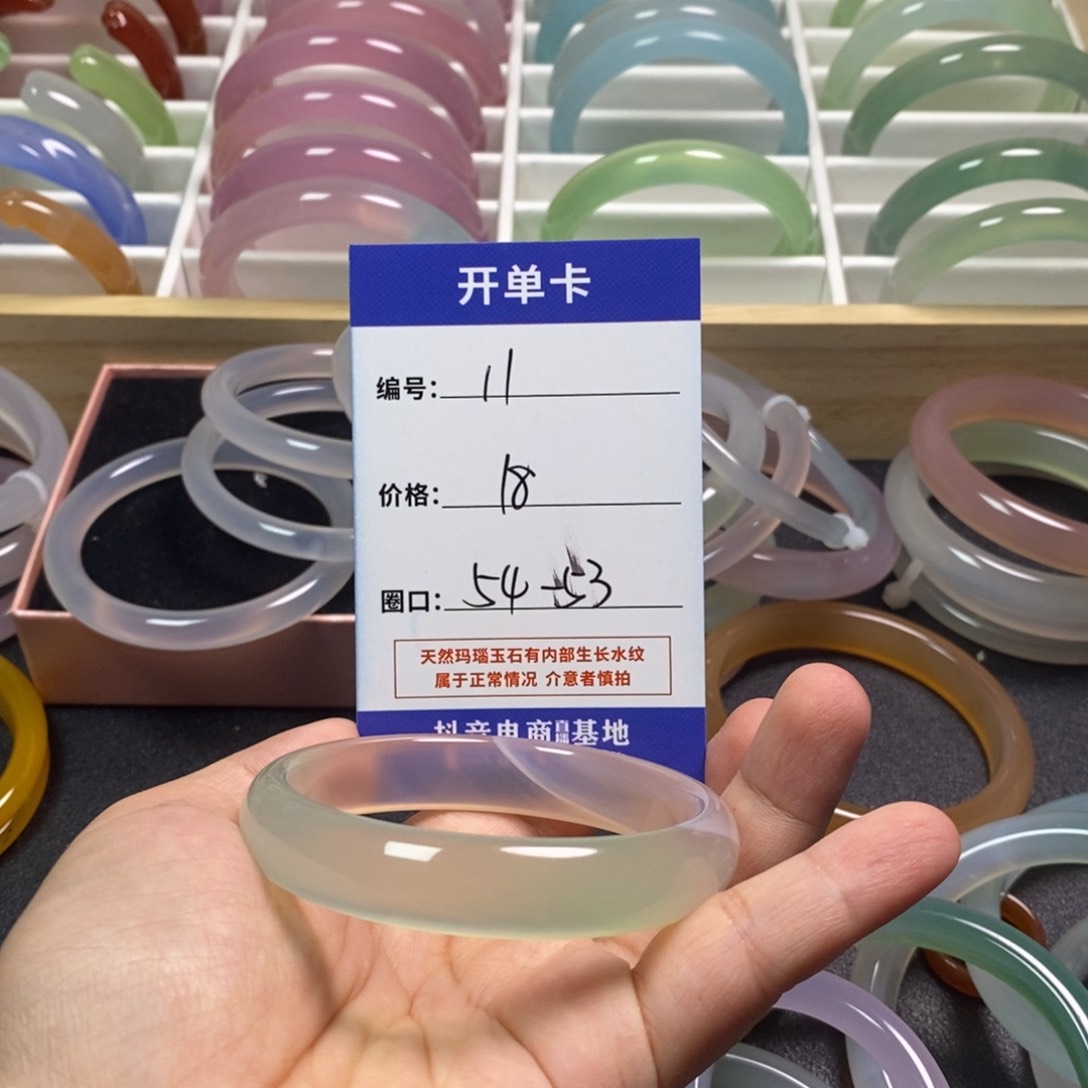 开单卡
编号: 11
价格: 18
圈口: 54-53
天然玛瑙玉石有内部生长水纹
属于正常情况 介意者慎拍
抖音电商直播基地